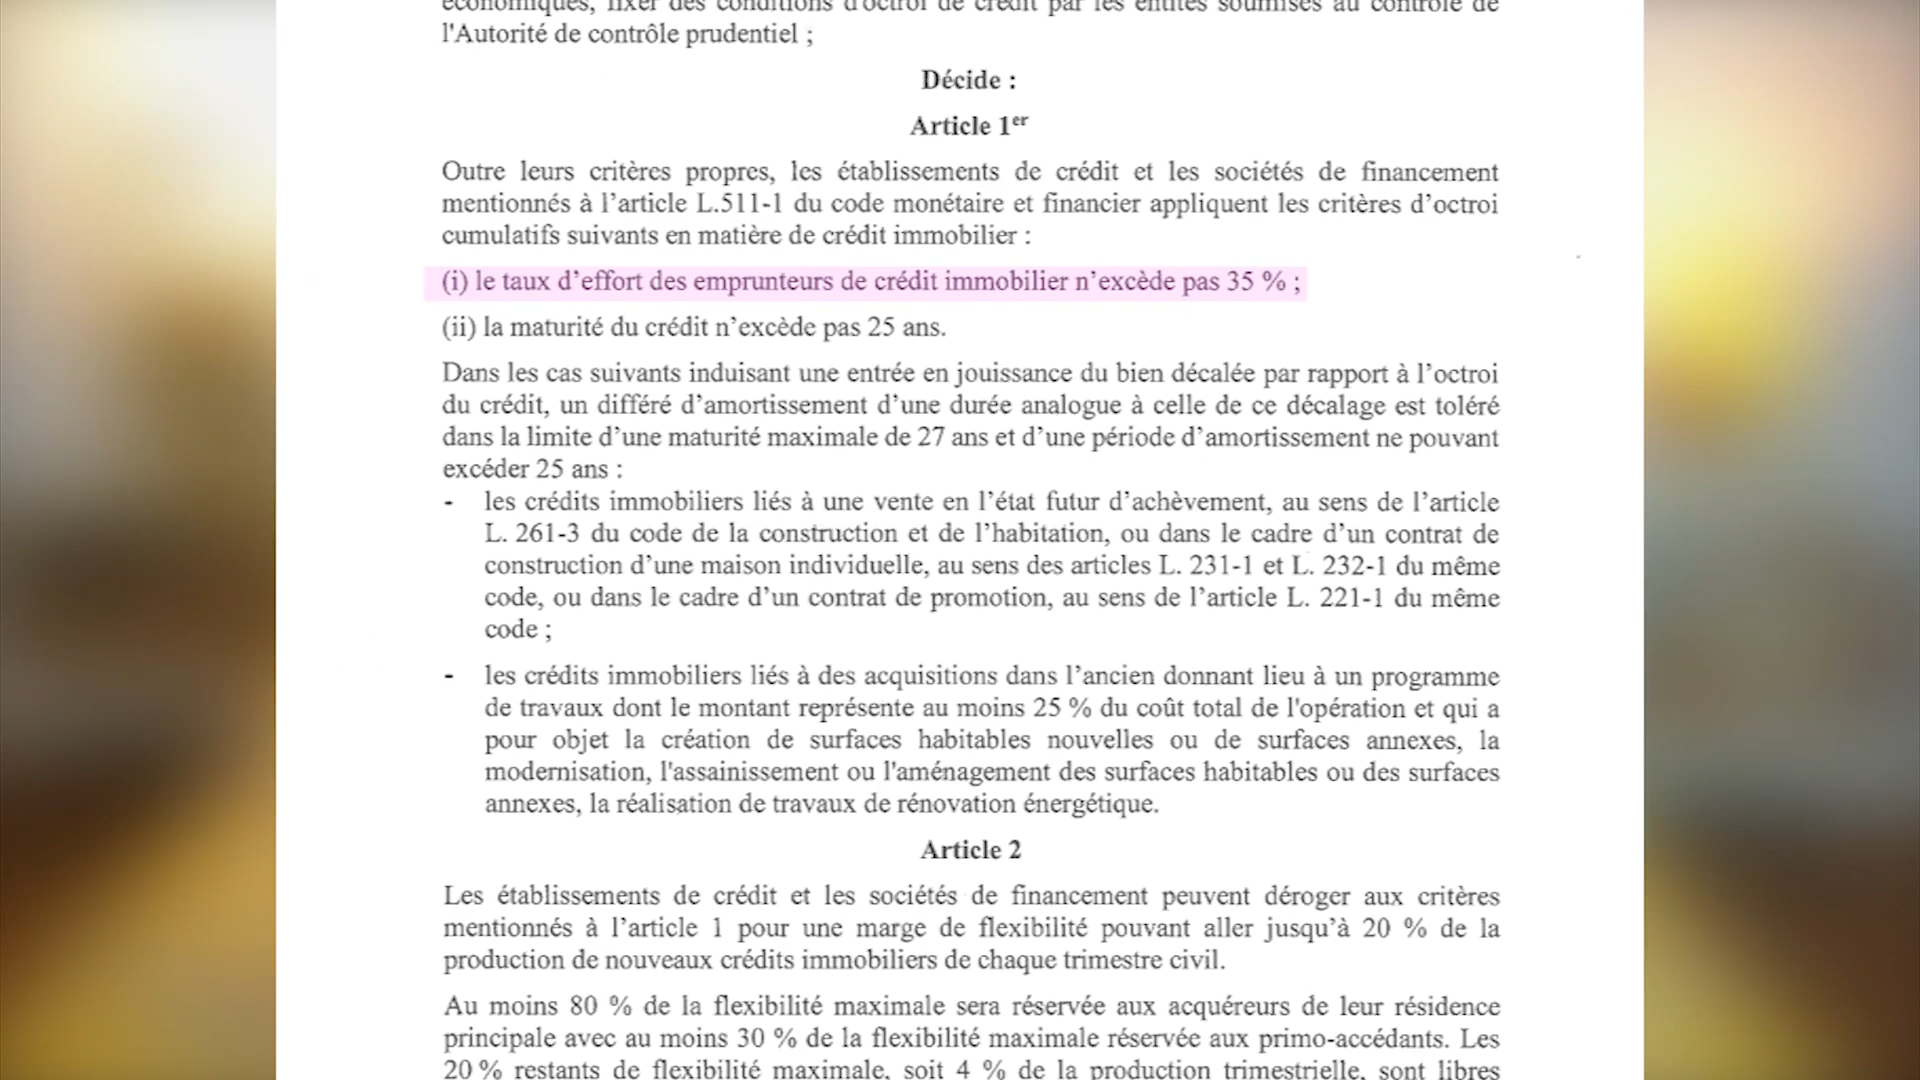 économiques, fixer des conditions d'octroi de crédit par les entités soumises au contrôle de
l'Autorité de contrôle prudentiel ;
Décide :
Article 1er
Outre leurs critères propres, les établissements de crédit et les sociétés de financement
mentionnés à l’article L.511-1 du code monétaire et financier appliquent les critères d’octroi
cumulatifs suivants en matière de crédit immobilier :
(i) le taux d’effort des emprunteurs de crédit immobilier n’excède pas 35 % ;
(ii) la maturité du crédit n’excède pas 25 ans.
Dans les cas suivants induisant une entrée en jouissance du bien décalée par rapport à l’octroi
du crédit, un différé d’amortissement d’une durée analogue à celle de ce décalage est toléré
dans la limite d’une maturité maximale de 27 ans et d’une période d’amortissement ne pouvant
excéder 25 ans :
- les crédits immobiliers liés à une vente en l’état futur d’achèvement, au sens de l’article
L. 261-3 du code de la construction et de l’habitation, ou dans le cadre d’un contrat de
construction d’une maison individuelle, au sens des articles L. 231-1 et L. 232-1 du même
code, ou dans le cadre d’un contrat de promotion, au sens de l’article L. 221-1 du même
code ;
- les crédits immobiliers liés à des acquisitions dans l’ancien donnant lieu à un programme
de travaux dont le montant représente au moins 25 % du coût total de l'opération et qui a
pour objet la création de surfaces habitables nouvelles ou de surfaces annexes, la
modernisation, l'assainissement ou l'aménagement des surfaces habitables ou des surfaces
annexes, la réalisation de travaux de rénovation énergétique.
Article 2
Les établissements de crédit et les sociétés de financement peuvent déroger aux critères
mentionnés à l’article 1 pour une marge de flexibilité pouvant aller jusqu’à 20 % de la
production de nouveaux crédits immobiliers de chaque trimestre civil.
Au moins 80 % de la flexibilité maximale sera réservée aux acquéreurs de leur résidence
principale avec au moins 30 % de la flexibilité maximale réservée aux primo-accédants. Les
20 % restants de flexibilité maximale, soit 4 % de la production trimestrielle, sont libres